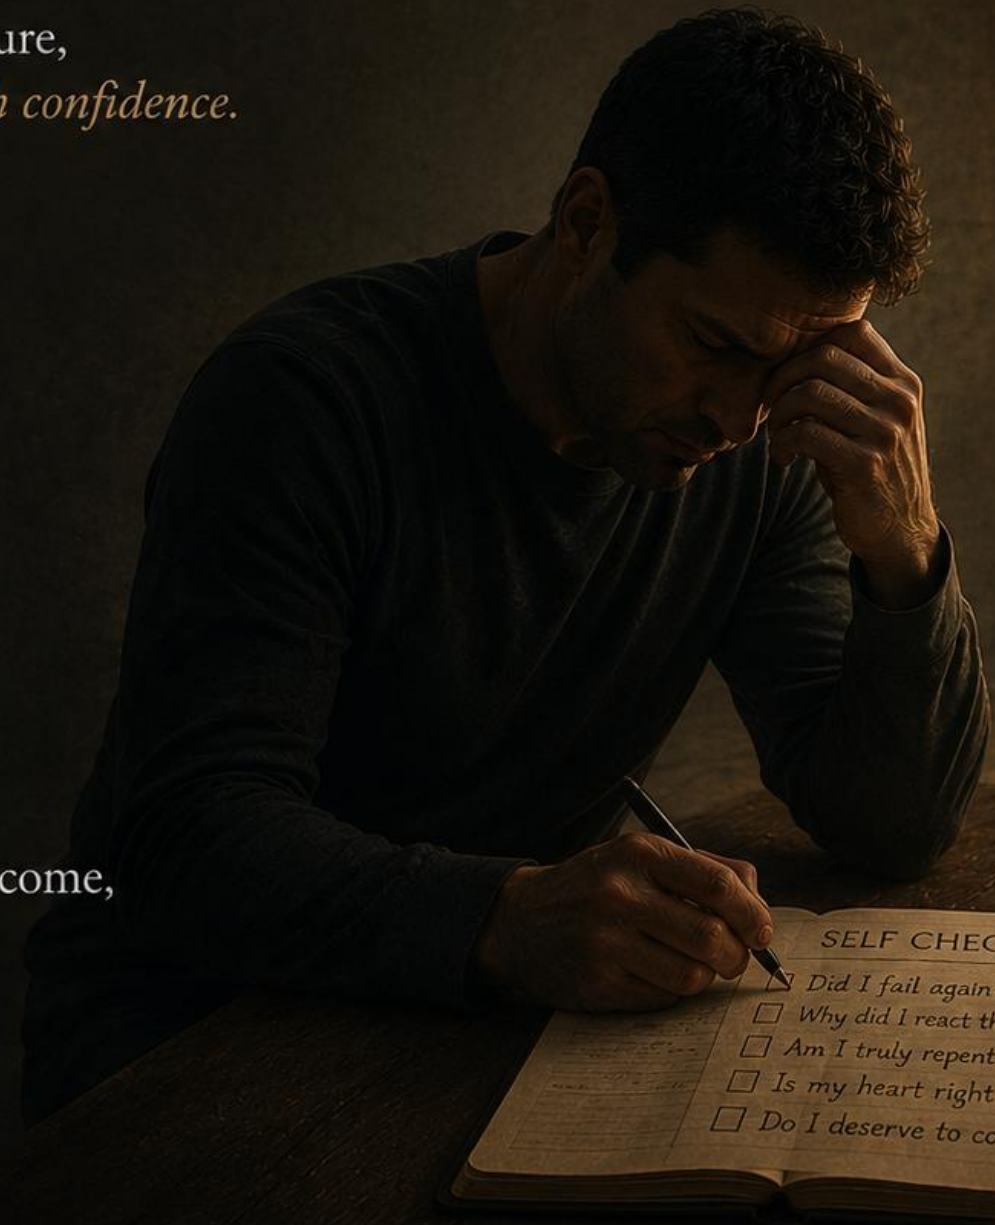 ure,
n confidence.
come,
SELF CHEC
Did I fail again
Why did I react th
Am I truly repent
Is my heart right
Do I deserve to co